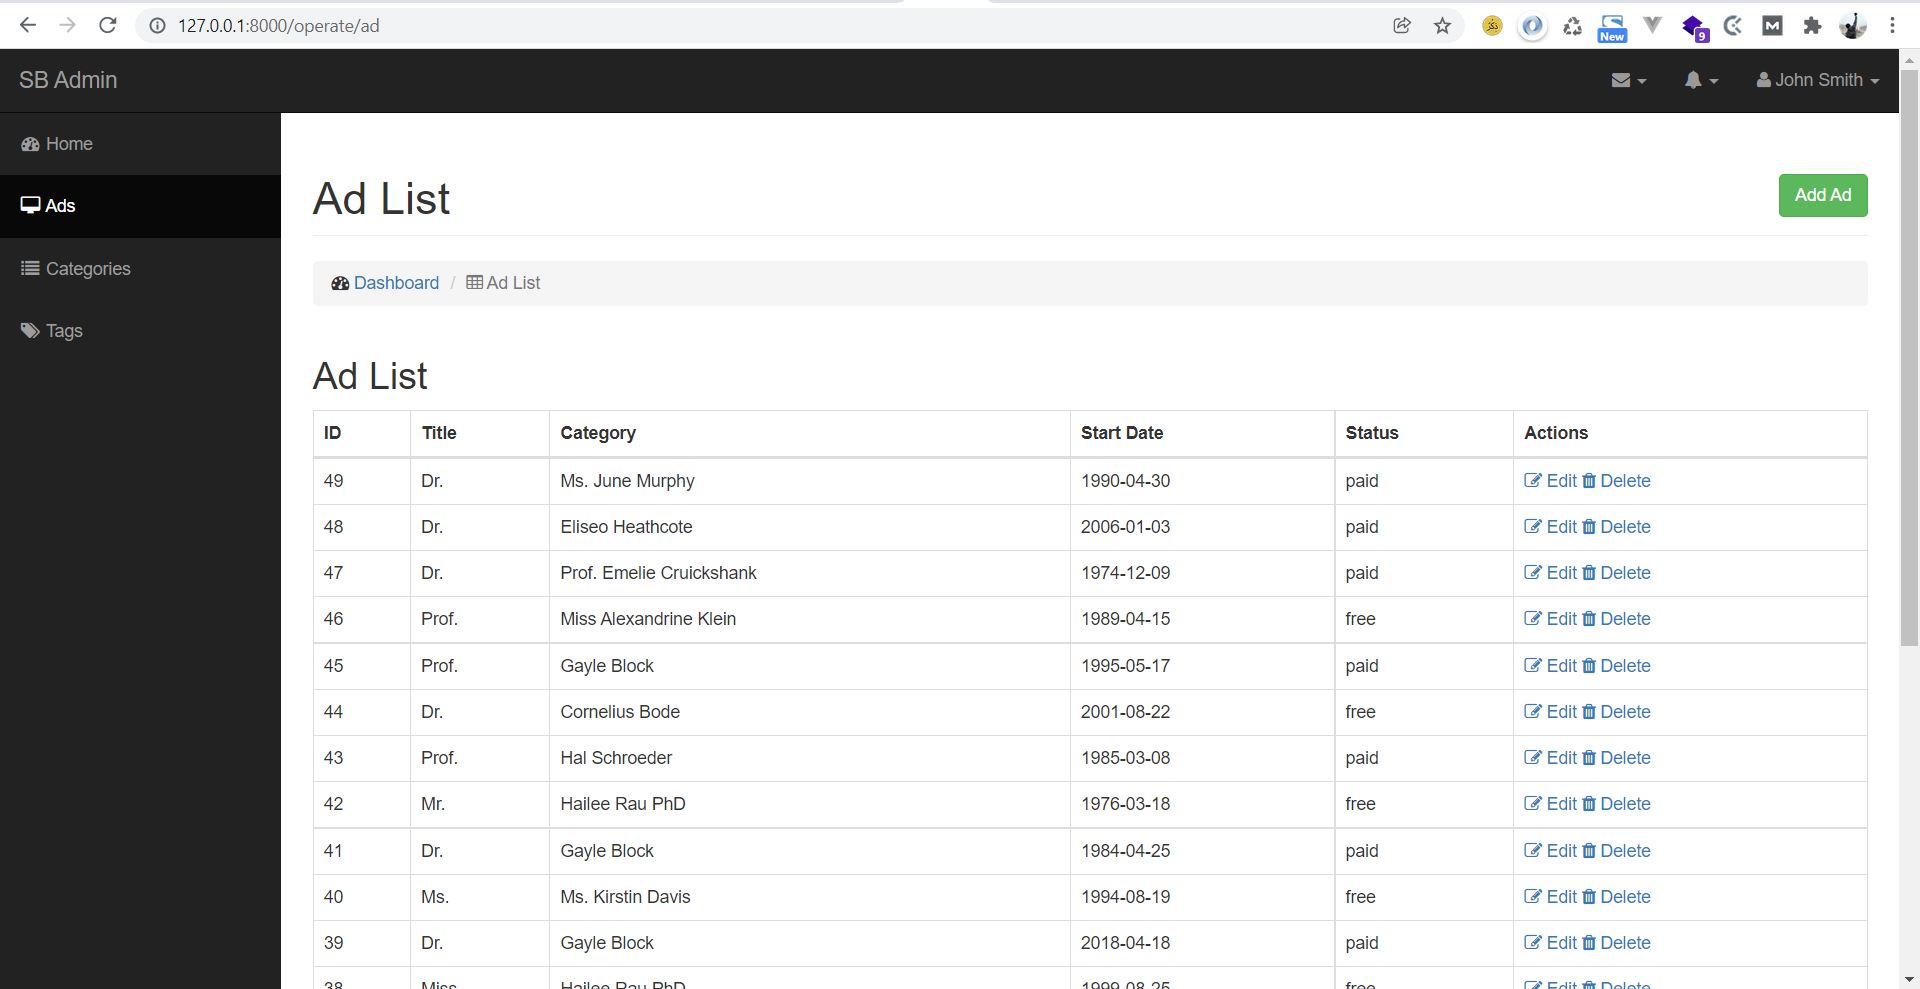 127.0.0.1:8000/operate/ad
New
9
SB Admin
John Smith
Home
Ads
Categories
Tags
Ad List
Add Ad
Dashboard / Ad List
Ad List
ID Title Category Start Date Status Actions
49 Dr. Ms. June Murphy 1990-04-30 paid Edit Delete
48 Dr. Eliseo Heathcote 2006-01-03 paid Edit Delete
47 Dr. Prof. Emelie Cruickshank 1974-12-09 paid Edit Delete
46 Prof. Miss Alexandrine Klein 1989-04-15 free Edit Delete
45 Prof. Gayle Block 1995-05-17 paid Edit Delete
44 Dr. Cornelius Bode 2001-08-22 free Edit Delete
43 Prof. Hal Schroeder 1985-03-08 paid Edit Delete
42 Mr. Hailee Rau PhD 1976-03-18 free Edit Delete
41 Dr. Gayle Block 1984-04-25 paid Edit Delete
40 Ms. Ms. Kirstin Davis 1994-08-19 free Edit Delete
39 Dr. Gayle Block 2018-04-18 paid Edit Delete
38 Miss Hailee Rau PhD 1999-08-25 free Edit Delete